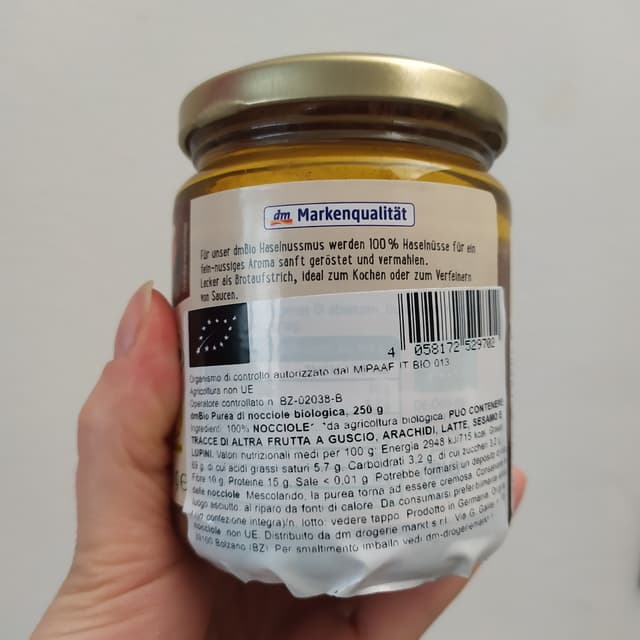 dm Markenqualität
Für unser dmBio Haselnussmus werden 100% Haselnüsse für ein
fein-nussiges Aroma sanft geröstet und vermahlen.
Lecker als Brotaufstrich, ideal zum Kochen oder zum Verfeinern
von Saucen.
4 058172 529702
Organismo di controllo autorizzato dal MIPAAF IT BIO 013
Agricoltura non UE
Operatore controllato n. BZ-02038-B
dmBio Purea di nocciole biologica, 250 g
Ingredienti: 100% NOCCIOLE* *da agricoltura biologica. PUÒ CONTENERE
TRACCE DI ALTRA FRUTTA A GUSCIO, ARACHIDI, LATTE, SESAMO E
LUPINI. Valori nutrizionali medi per 100 g: Energia 2948 kJ/715 kcal. Grassi
69 g, di cui acidi grassi saturi 5,7 g. Carboidrati 3,2 g, di cui zuccheri 3,2
Fibre 10 g. Proteine 15 g. Sale < 0,01 g. Potrebbe formarsi un deposito di
delle nocciole. Mescolando, la purea torna ad essere cremosa. Conservare
luogo asciutto, al riparo da fonti di calore. Da consumarsi preferibilmente
confezione integra)/n. lotto: vedere tappo. Prodotto in Germania.
nocciole non UE. Distribuito da dm drogerie markt s.r.l. Via G.
39100 Bolzano (BZ). Per smaltimento imballo vedi dm-drogeriemarkt